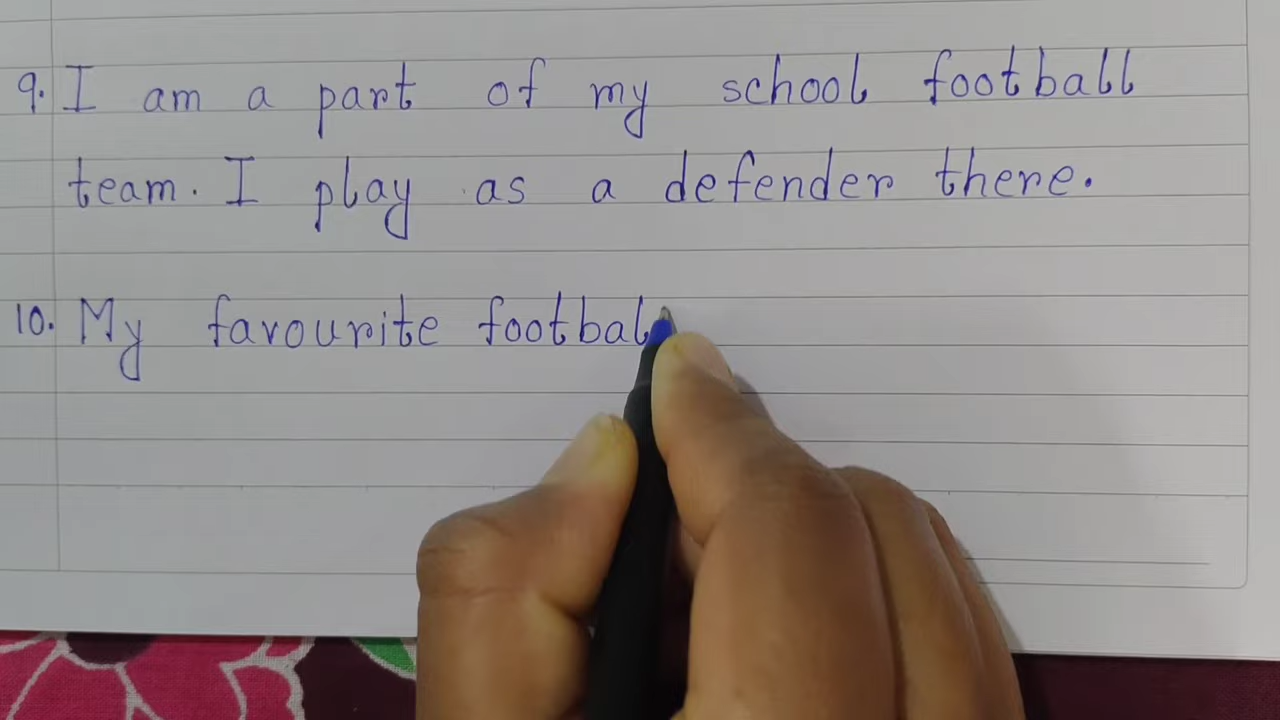 9. I am a part of my school football
team. I play as a defender there.
10. My favourite footbal